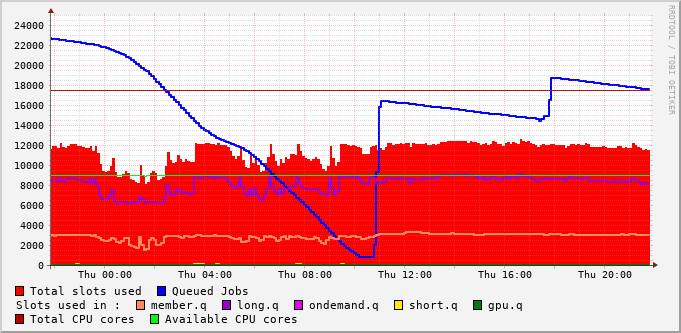 24000
22000
20000
18000
16000
14000
12000
10000
8000
6000
4000
2000
0
Thu 00:00 Thu 04:00 Thu 08:00 Thu 12:00 Thu 16:00 Thu 20:00
Total slots used Queued Jobs
Slots used in : member.q long.q ondemand.q short.q gpu.q
Total CPU cores Available CPU cores
RRDTOOL / TOBI OETIKER